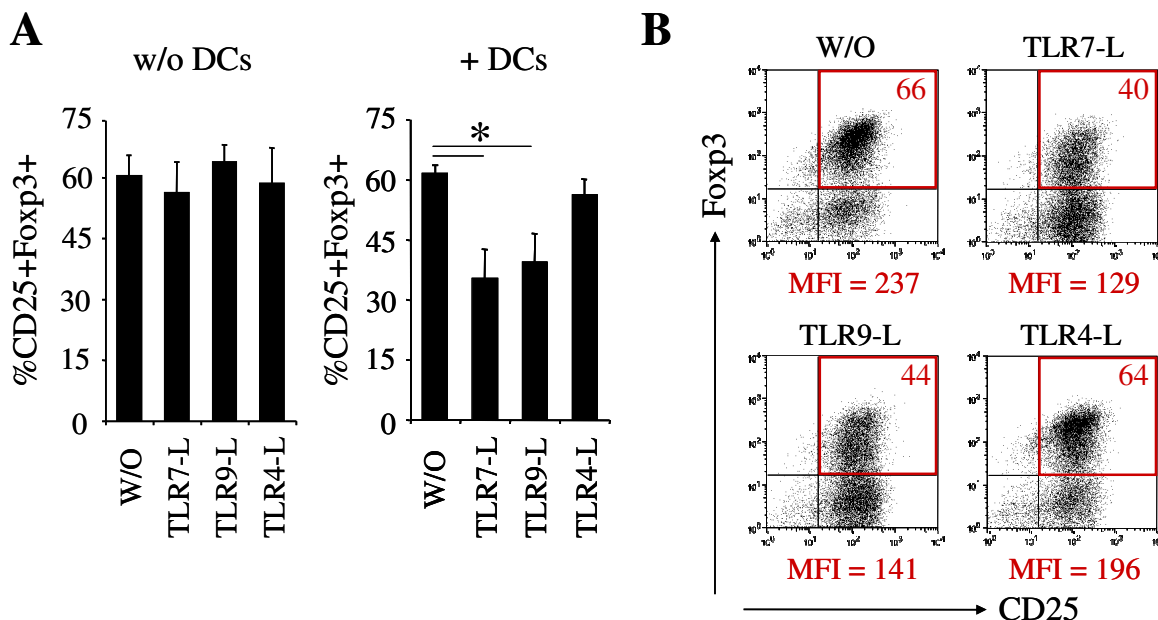 A
w/o DCs
%CD25+Foxp3+
75
60
45
30
15
0
W/O
TLR7-L
TLR9-L
TLR4-L
+ DCs
%CD25+Foxp3+
75
60
45
30
15
0
*
W/O
TLR7-L
TLR9-L
TLR4-L
B
Foxp3
CD25
W/O
66
MFI = 237
TLR7-L
40
MFI = 129
TLR9-L
44
MFI = 141
TLR4-L
64
MFI = 196